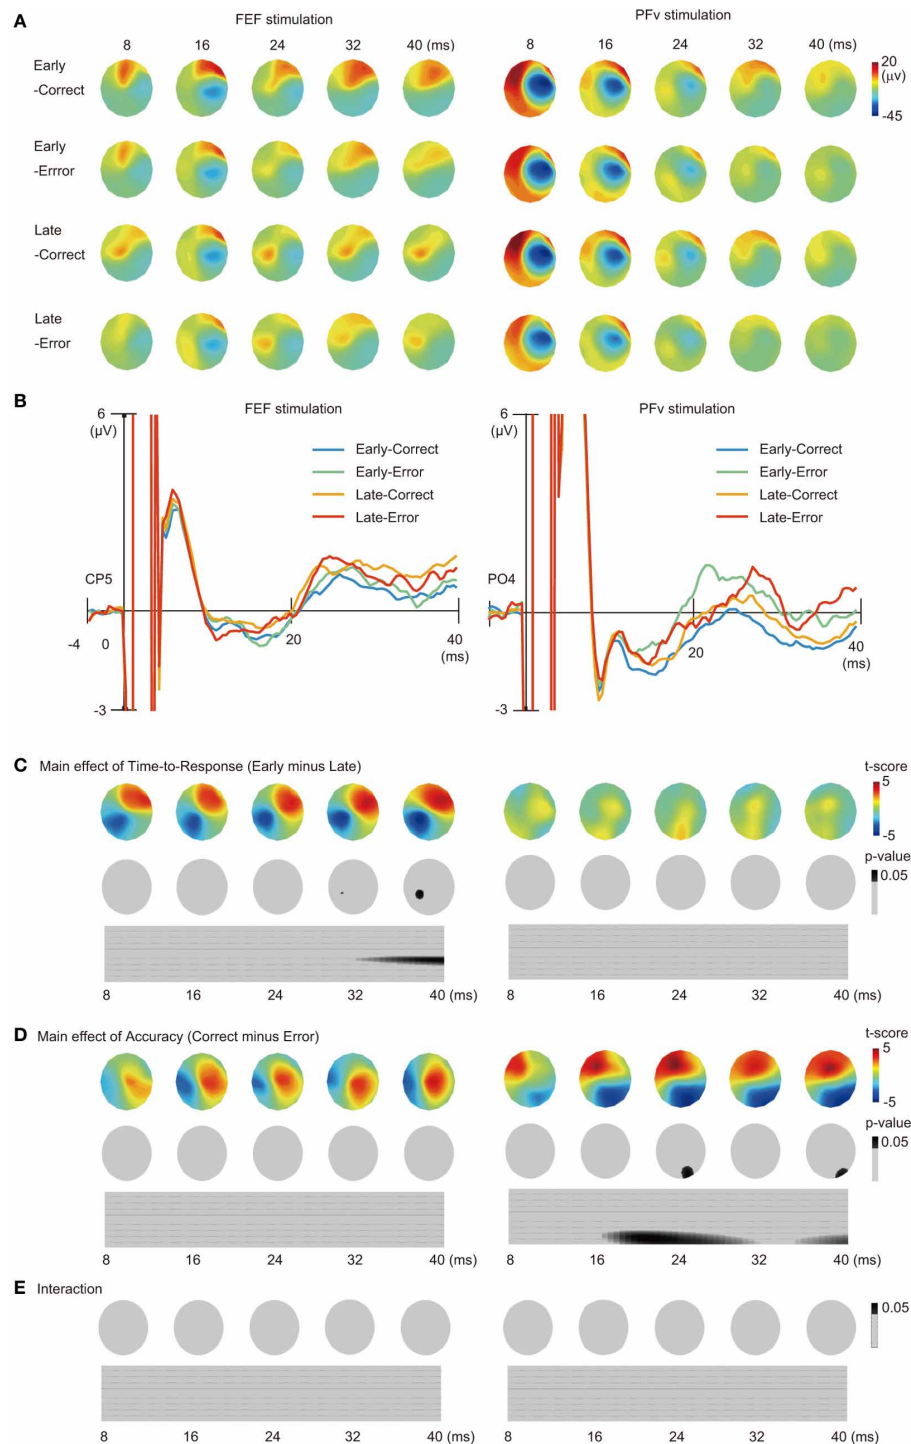 A
FEF stimulation
PFv stimulation
8 16 24 32 40 (ms)
8 16 24 32 40 (ms)
Early
-Correct
20
(μv)
-45
Early
-Errror
Late
-Correct
Late
-Error
B
FEF stimulation
PFv stimulation
6
(μV)
Early-Correct
Early-Error
Late-Correct
Late-Error
CP5
-4 0 20 40
(ms)
-3
6
(μV)
Early-Correct
Early-Error
Late-Correct
Late-Error
PO4
20 40
(ms)
-3
C Main effect of Time-to-Response (Early minus Late)
t-score
5
-5
p-value
0.05
8 16 24 32 40 (ms)
8 16 24 32 40 (ms)
D Main effect of Accuracy (Correct minus Error)
t-score
5
-5
p-value
0.05
8 16 24 32 40 (ms)
8 16 24 32 40 (ms)
E Interaction
0.05
8 16 24 32 40 (ms)
8 16 24 32 40 (ms)